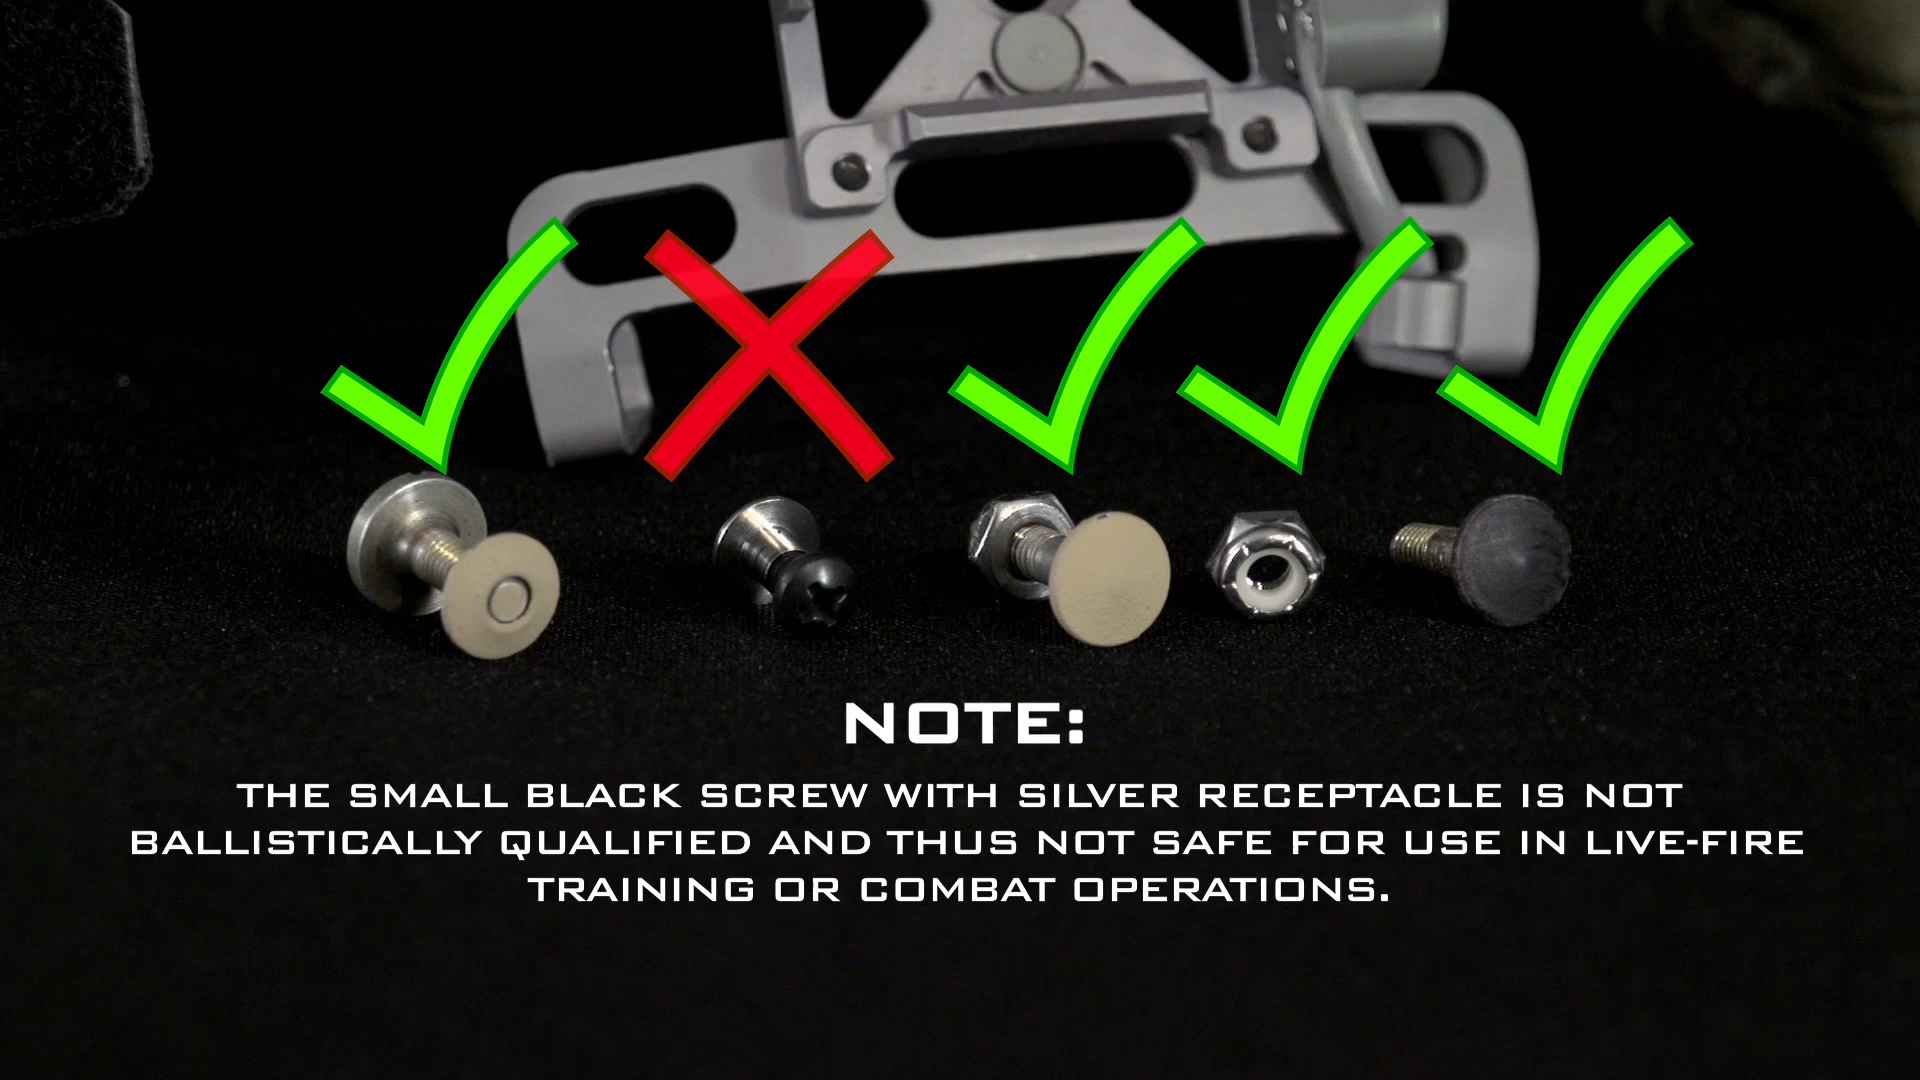 NOTE:
THE SMALL BLACK SCREW WITH SILVER RECEPTACLE IS NOT
BALLISTICALLY QUALIFIED AND THUS NOT SAFE FOR USE IN LIVE-FIRE
TRAINING OR COMBAT OPERATIONS.